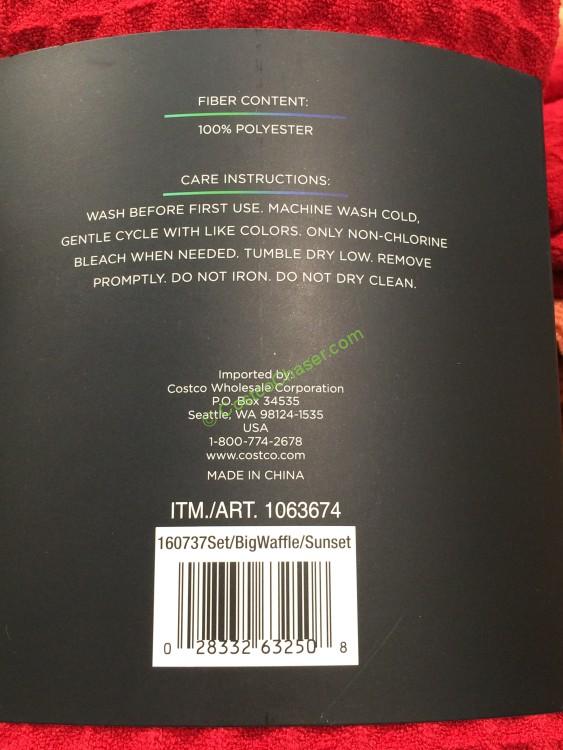 FIBER CONTENT:
100% POLYESTER
CARE INSTRUCTIONS:
WASH BEFORE FIRST USE. MACHINE WASH COLD,
GENTLE CYCLE WITH LIKE COLORS. ONLY NON-CHLORINE
BLEACH WHEN NEEDED. TUMBLE DRY LOW. REMOVE
PROMPTLY. DO NOT IRON. DO NOT DRY CLEAN.
© CostcoChaser.com
Imported by:
Costco Wholesale Corporation
P.O. Box 34535
Seattle, WA 98124-1535
USA
1-800-774-2678
www.costco.com
MADE IN CHINA
ITM./ART. 1063674
160737Set/BigWaffle/Sunset
0 28332 63250 8